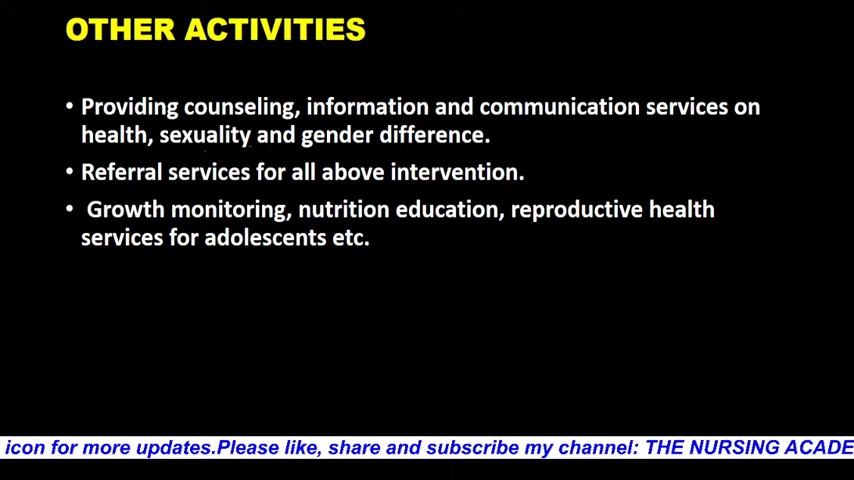 OTHER ACTIVITIES
• Providing counseling, information and communication services on
health, sexuality and gender difference.
• Referral services for all above intervention.
• Growth monitoring, nutrition education, reproductive health
services for adolescents etc.
icon for more updates.Please like, share and subscribe my channel: THE NURSING ACADE